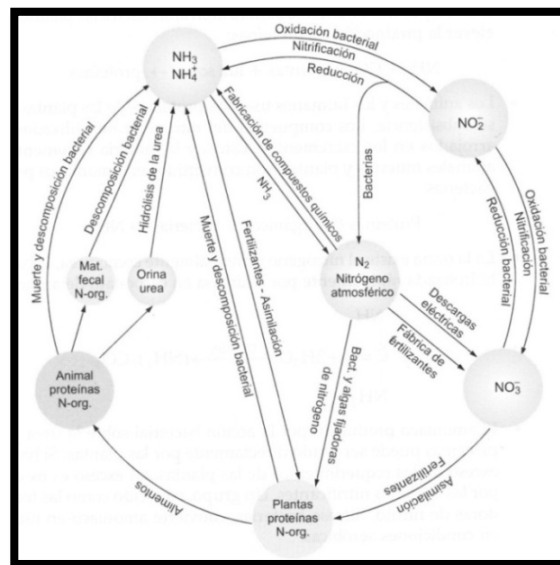 NH3
NH4+
Oxidación bacterial
Nitrificación
Reducción
NO2−
Bacterias
Fabricación de compuestos químicos
NH3
Muerte y descomposición bacterial
Descomposición bacterial
Hidrólisis de la urea
Mat.
fecal
N-org.
Orina
urea
Muerte y descomposición bacterial
Fertilizantes - Asimilación
N2
Nitrógeno
atmosférico
Oxidación bacterial
Nitrificación
Reducción bacterial
Descargas
eléctricas
Fábrica de
fertilizantes
NO3−
Animal
proteínas
N-org.
Bact. y algas fijadoras
de nitrógeno
Alimentos
Plantas
proteínas
N-org.
Fertilizantes
Asimilación